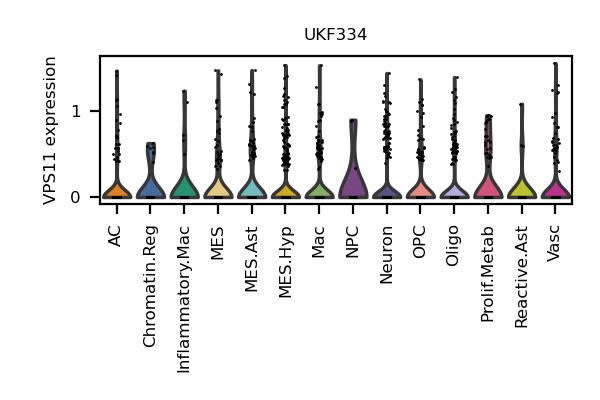 UKF334
VPS11 expression
1
0
AC
Chromatin.Reg
Inflammatory.Mac
MES
MES.Ast
MES.Hyp
Mac
NPC
Neuron
OPC
Oligo
Prolif.Metab
Reactive.Ast
Vasc